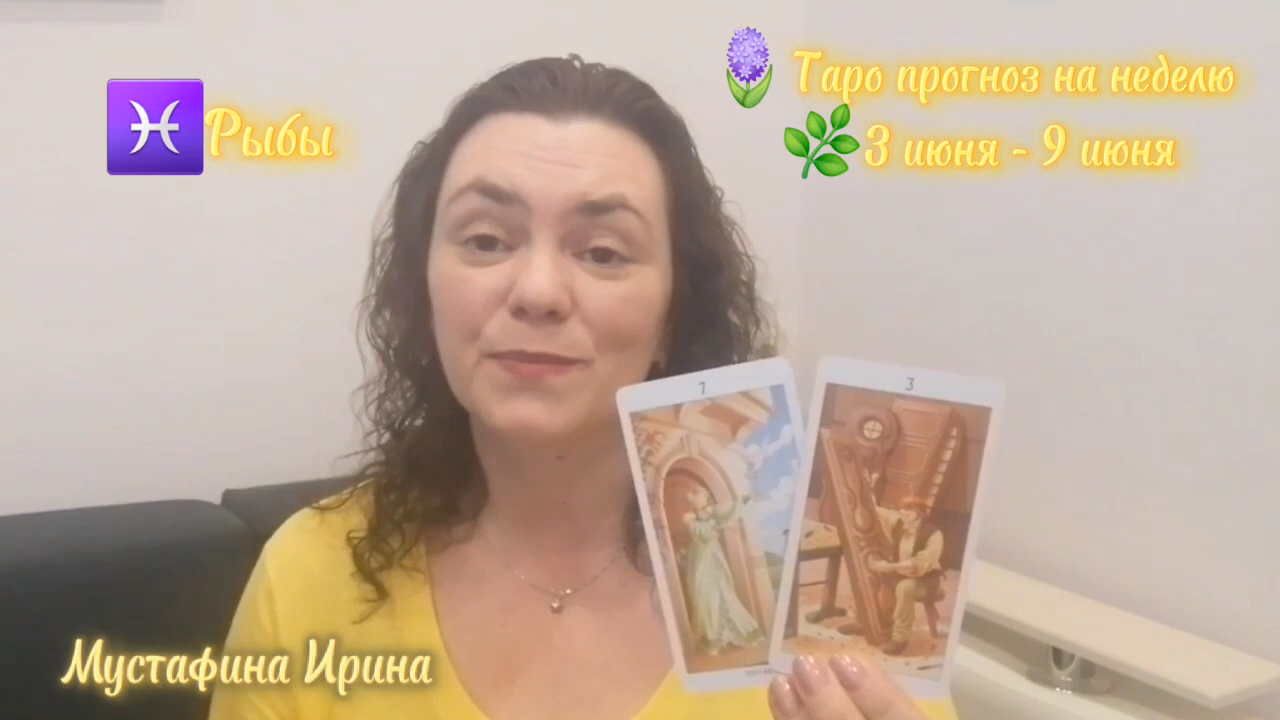 ♓ Рыбы
Таро прогноз на неделю
3 июня - 9 июня
7
3
Мустафина Ирина